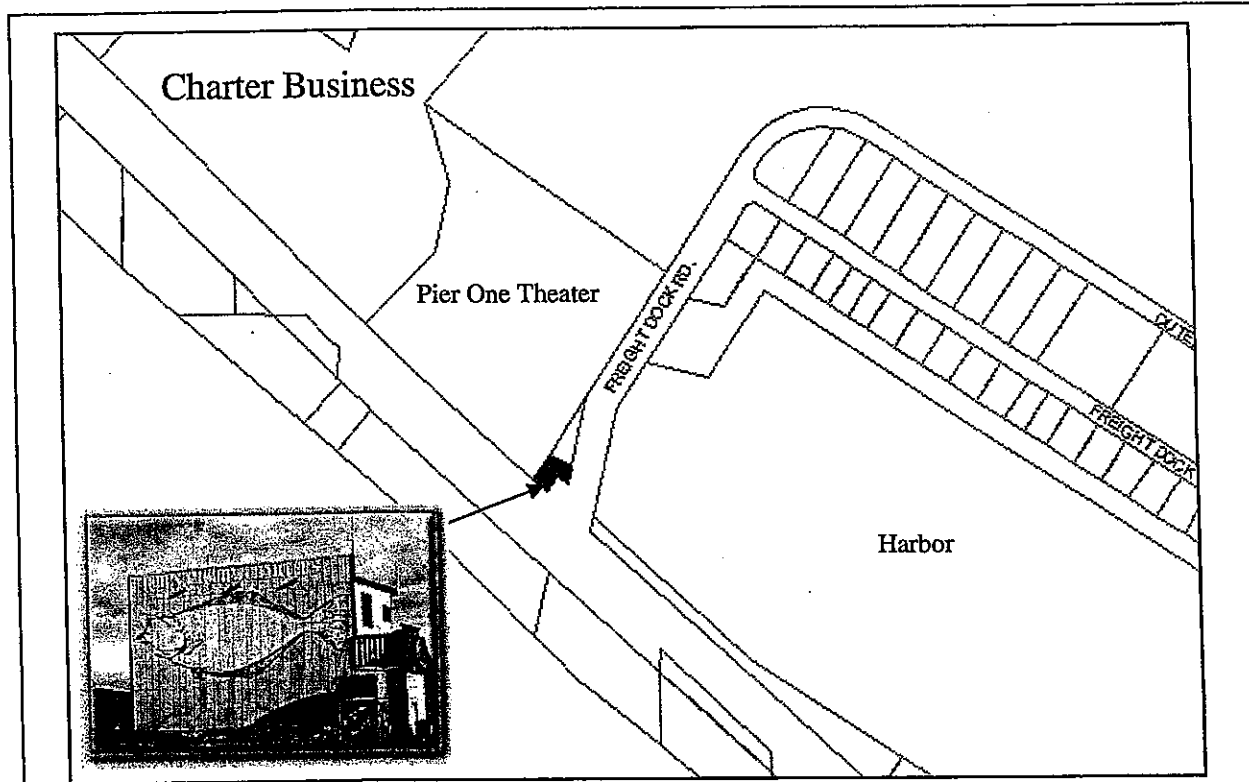 Charter Business
Pier One Theater
FREIGHT DOCK RD.
FREIGHT DOCK
Harbor